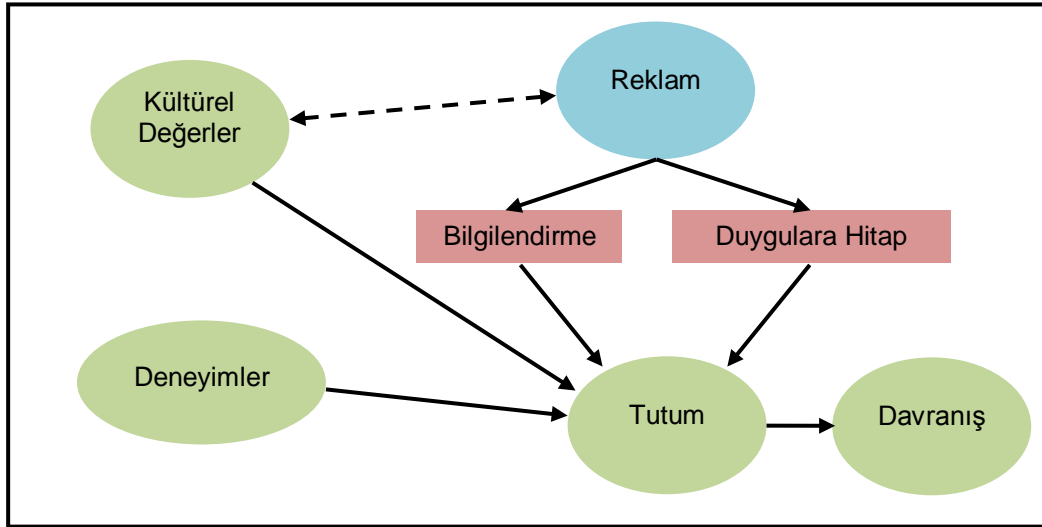 Reklam
Kültürel
Değerler
Bilgilendirme
Duygulara Hitap
Deneyimler
Tutum
Davranış